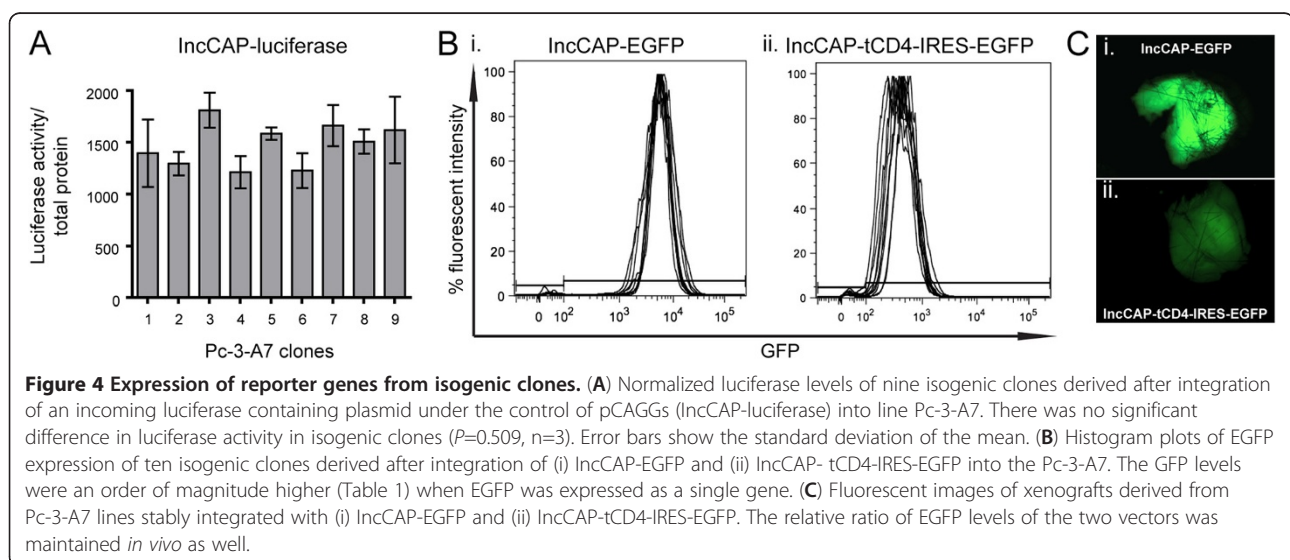 A
IncCAP-luciferase
Luciferase activity/
total protein
2000
1500
1000
500
0
1 2 3 4 5 6 7 8 9
Pc-3-A7 clones
B i.
IncCAP-EGFP
% fluorescent intensity
100
80
60
40
20
0
0 10² 10³ 10⁴ 10⁵
ii. IncCAP-tCD4-IRES-EGFP
100
80
60
40
20
0
0 10² 10³ 10⁴ 10⁵
GFP
C
i.
IncCAP-EGFP
ii.
IncCAP-tCD4-IRES-EGFP
Figure 4 Expression of reporter genes from isogenic clones. (A) Normalized luciferase levels of nine isogenic clones derived after integration
of an incoming luciferase containing plasmid under the control of pCAGGs (IncCAP-luciferase) into line Pc-3-A7. There was no significant
difference in luciferase activity in isogenic clones (P=0.509, n=3). Error bars show the standard deviation of the mean. (B) Histogram plots of EGFP
expression of ten isogenic clones derived after integration of (i) IncCAP-EGFP and (ii) IncCAP- tCD4-IRES-EGFP into the Pc-3-A7. The GFP levels
were an order of magnitude higher (Table 1) when EGFP was expressed as a single gene. (C) Fluorescent images of xenografts derived from
Pc-3-A7 lines stably integrated with (i) IncCAP-EGFP and (ii) IncCAP-tCD4-IRES-EGFP. The relative ratio of EGFP levels of the two vectors was
maintained in vivo as well.